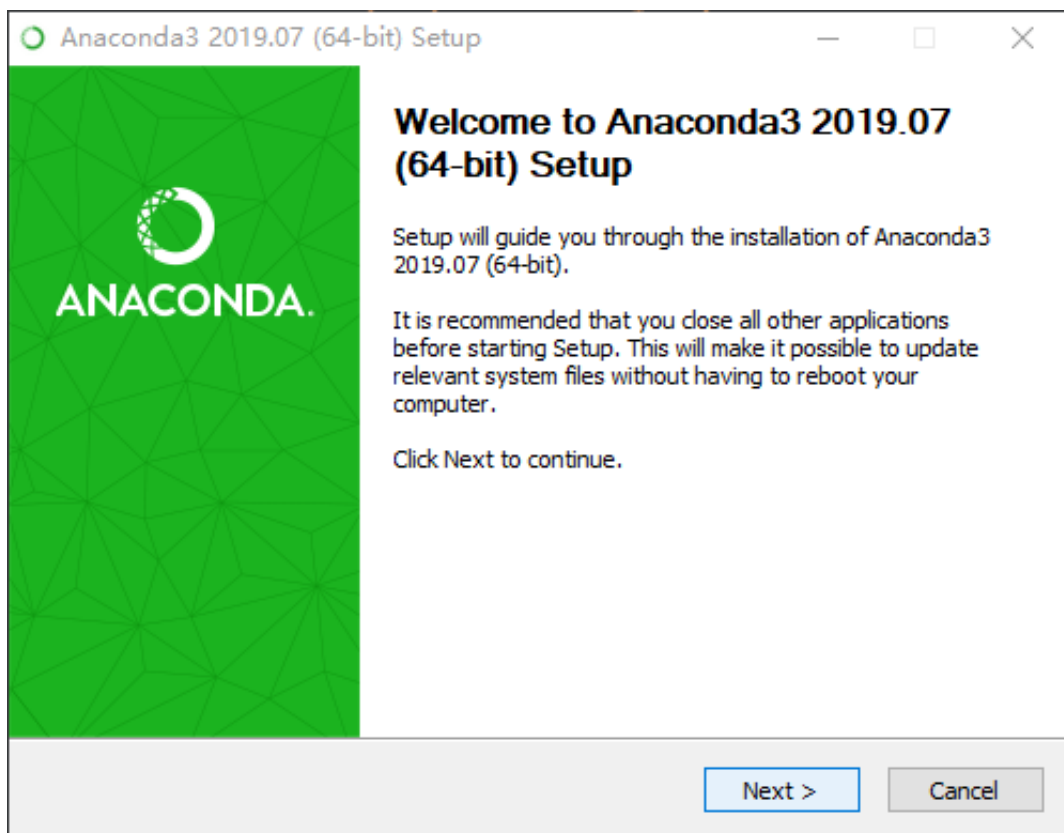 Anaconda3 2019.07 (64-bit) Setup
ANACONDA.
Welcome to Anaconda3 2019.07
(64-bit) Setup
Setup will guide you through the installation of Anaconda3
2019.07 (64-bit).
It is recommended that you close all other applications
before starting Setup. This will make it possible to update
relevant system files without having to reboot your
computer.
Click Next to continue.
Next >
Cancel